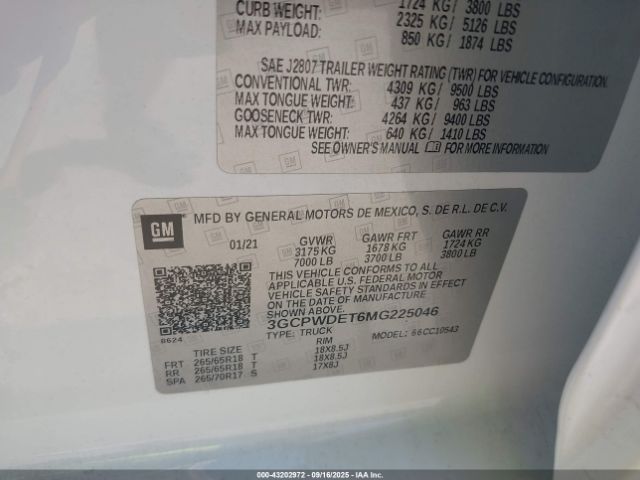 1724 KG/ 3800 LBS
CURB WEIGHT: 2325 KG/ 5126 LBS
MAX PAYLOAD: 850 KG/ 1874 LBS
SAE J2807 TRAILER WEIGHT RATING (TWR) FOR VEHICLE CONFIGURATION.
CONVENTIONAL TWR: 4309 KG/ 9500 LBS
MAX TONGUE WEIGHT: 437 KG/ 963 LBS
GOOSENECK TWR: 4264 KG/ 9400 LBS
MAX TONGUE WEIGHT: 640 KG/ 1410 LBS
SEE OWNER'S MANUAL FOR MORE INFORMATION.
GM MFD BY GENERAL MOTORS DE MEXICO, S. DE R.L. DE C.V.
01/21 GVWR GAWR FRT GAWR RR
3175 KG 1678 KG 1724 KG
7000 LB 3700 LB 3800 LB
THIS VEHICLE CONFORMS TO ALL
APPLICABLE U.S. FEDERAL MOTOR
VEHICLE SAFETY STANDARDS IN EFFECT
ON THE DATE OF MANUFACTURE SHOWN ABOVE.
3GCPWDET6MG225046
8624 TYPE: TRUCK MODEL: 66CC10543
TIRE SIZE RIM
FRT 265/65R18 T 18X8.5J
RR 265/65R18 T 18X8.5J
SPA 265/70R17 S 17X8J
000-43202972 - 09/16/2025 - IAA Inc.